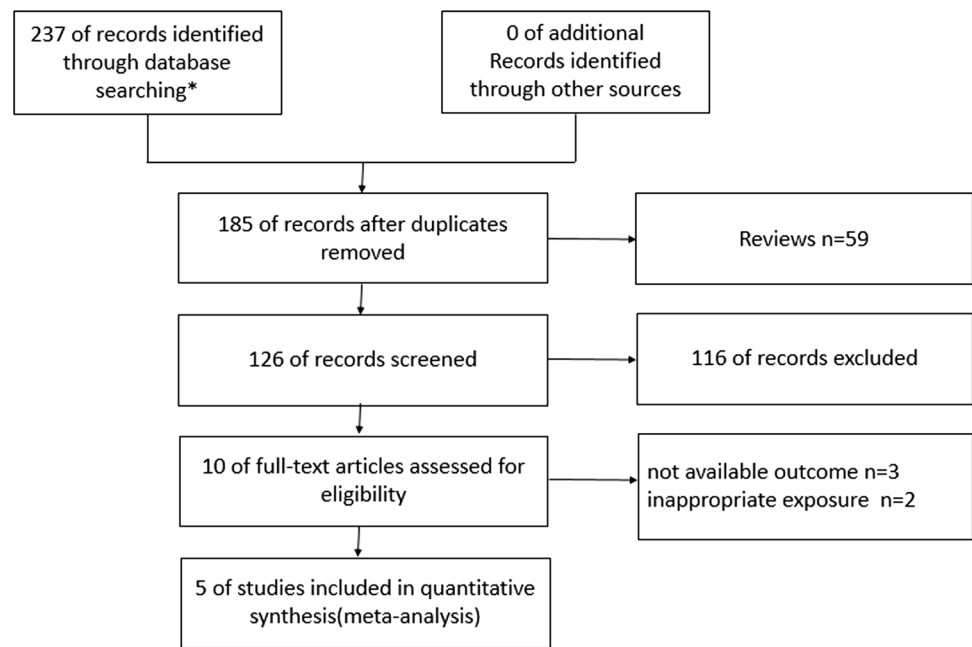 237 of records identified
through database
searching*
0 of additional
Records identified
through other sources
185 of records after duplicates
removed
Reviews n=59
126 of records screened
116 of records excluded
10 of full-text articles assessed for
eligibility
not available outcome n=3
inappropriate exposure  n=2
5 of studies included in quantitative
synthesis(meta-analysis)